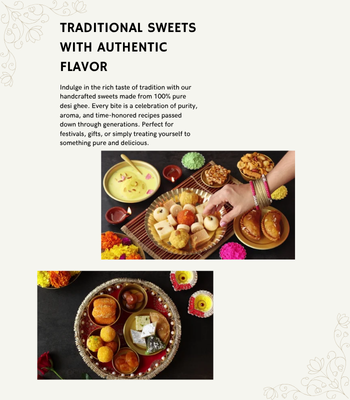 TRADITIONAL SWEETS
WITH AUTHENTIC
FLAVOR
Indulge in the rich taste of tradition with our
handcrafted sweets made from 100% pure
desi ghee. Every bite is a celebration of purity,
aroma, and time-honored recipes passed
down through generations. Perfect for
festivals, gifts, or simply treating yourself to
something pure and delicious.